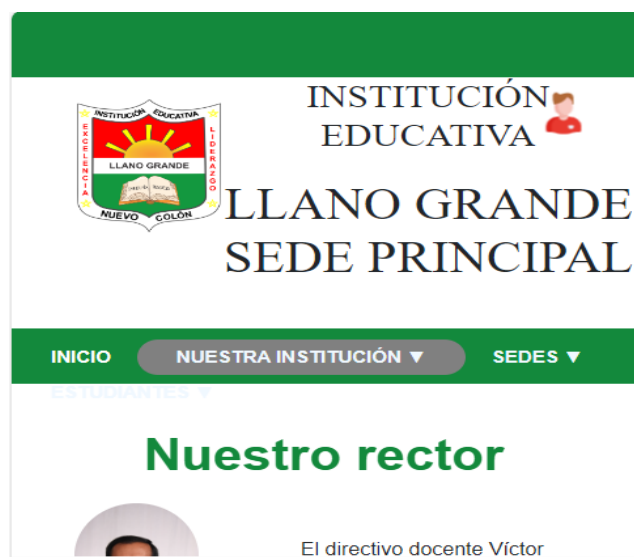 INSTITUCIÓN EDUCATIVA
EXCELENCIA
LIDERAZGO
LLANO GRANDE
NUEVO COLÓN
INSTITUCIÓN
EDUCATIVA
LLANO GRANDE
SEDE PRINCIPAL
INICIO NUESTRA INSTITUCIÓN ▼ SEDES ▼
ESTUDIANTES ▼
Nuestro rector
El directivo docente Víctor